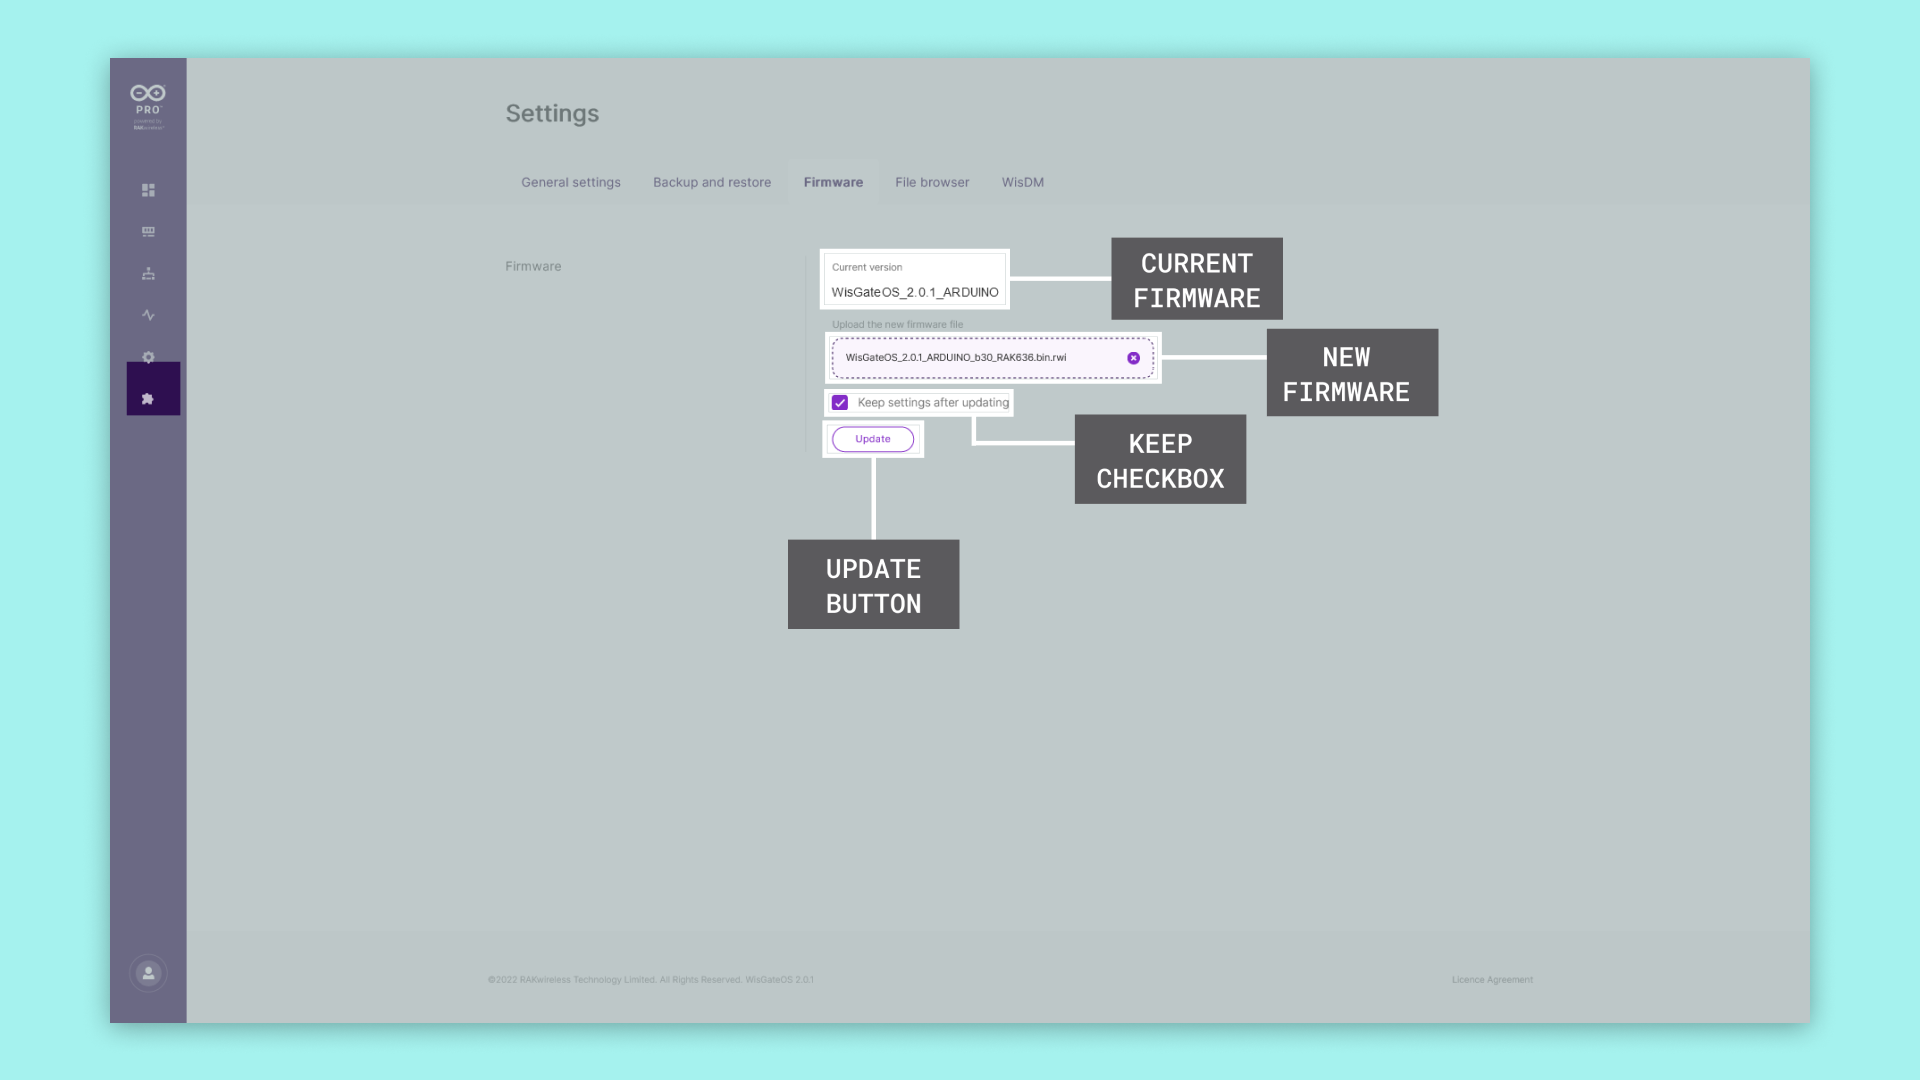 PRO
powered by
Settings
General settings
Backup and restore
Firmware
File browser
WisDM
Firmware
Current version
WisGateOS_2.0.1_ARDUINO
CURRENT
FIRMWARE
Upload the new firmware file
WisGateOS_2.0.1_ARDUINO_b30_RAK636.bin.rwi
NEW
FIRMWARE
Keep settings after updating
KEEP
CHECKBOX
Update
UPDATE
BUTTON
©2022 RAKwireless Technology Limited. All Rights Reserved. WisGateOS 2.0.1
Licence Agreement